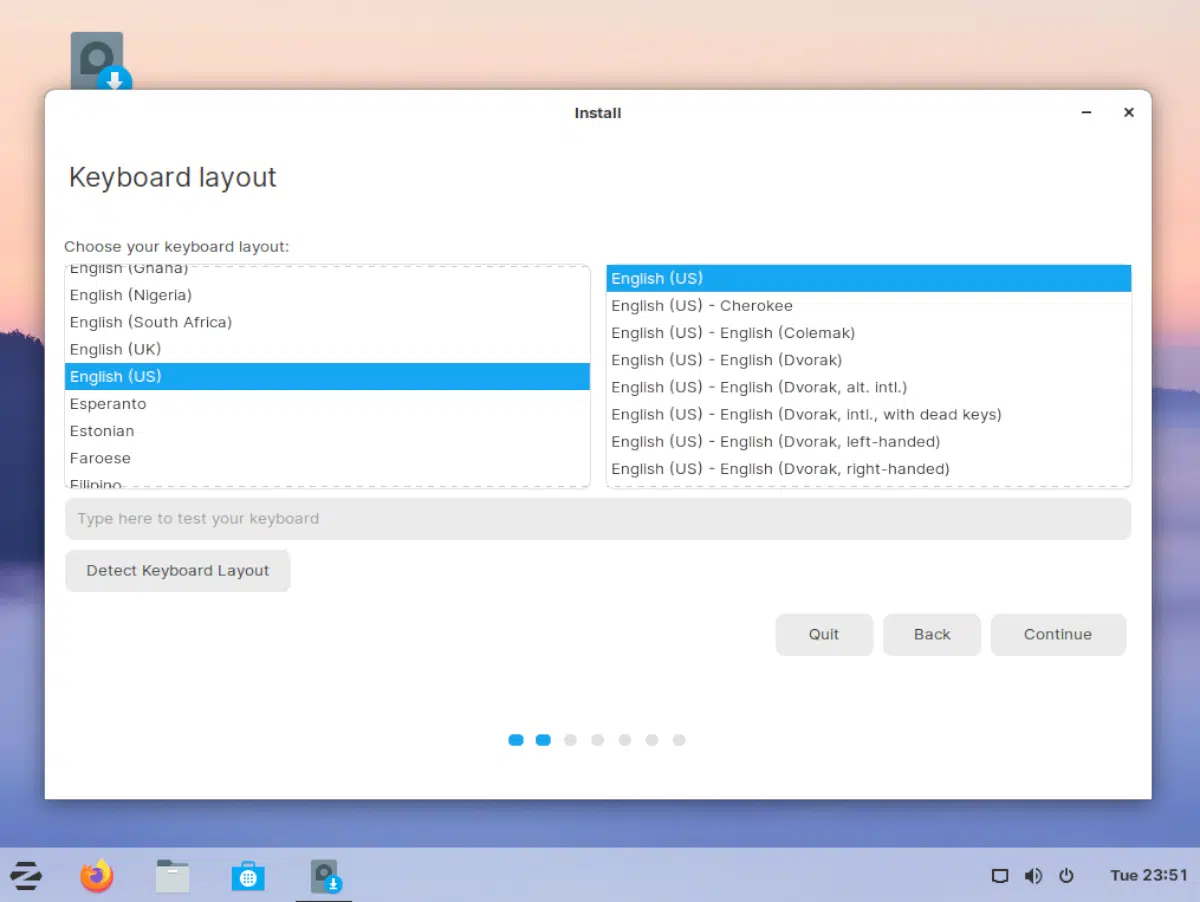 Install
Keyboard layout
Choose your keyboard layout:
English (Ghana)
English (Nigeria)
English (South Africa)
English (UK)
English (US)
Esperanto
Estonian
Faroese
Filipino
English (US)
English (US) - Cherokee
English (US) - English (Colemak)
English (US) - English (Dvorak)
English (US) - English (Dvorak, alt. intl.)
English (US) - English (Dvorak, intl., with dead keys)
English (US) - English (Dvorak, left-handed)
English (US) - English (Dvorak, right-handed)
Type here to test your keyboard
Detect Keyboard Layout
Quit
Back
Continue
Tue 23:51